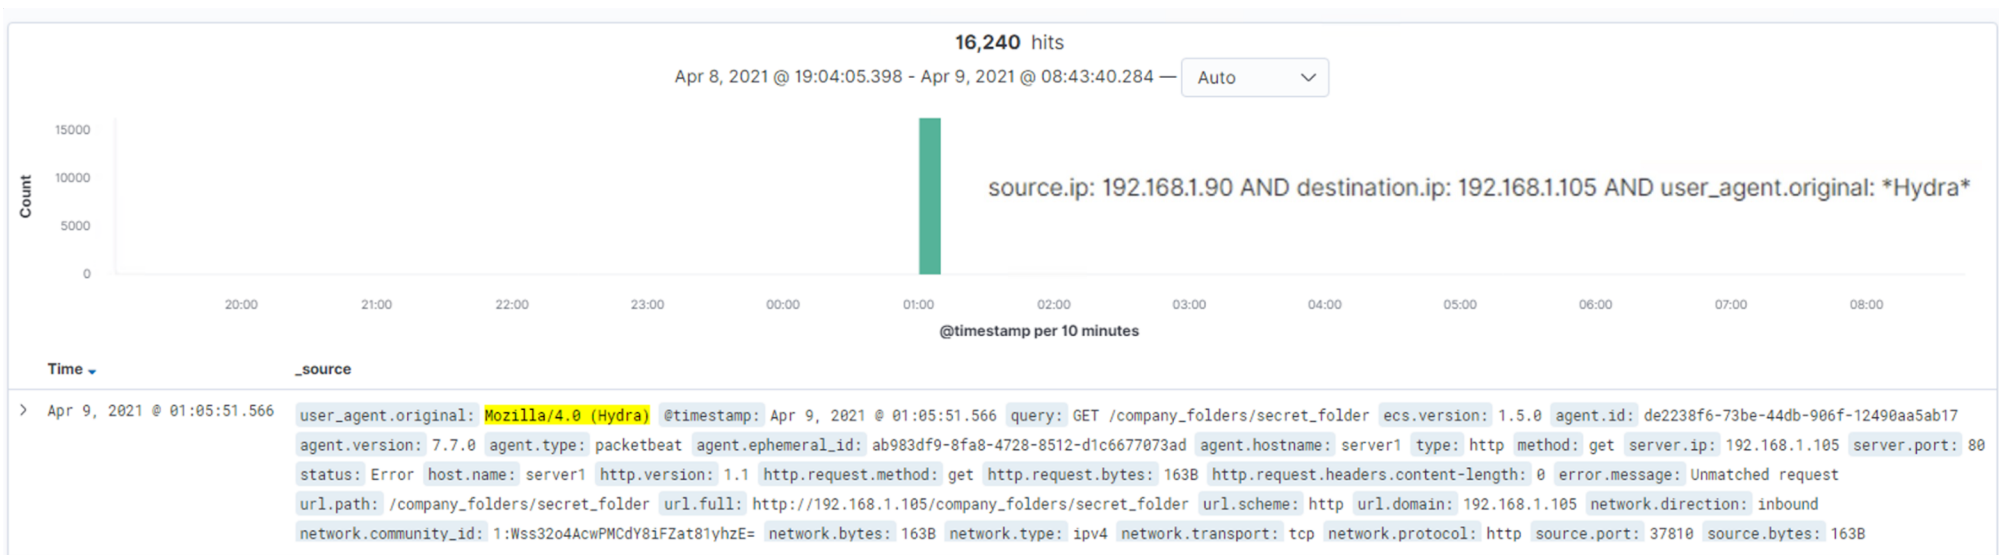 16,240 hits
Apr 8, 2021 @ 19:04:05.398 - Apr 9, 2021 @ 08:43:40.284 — Auto
15000
10000
5000
0
Count
source.ip: 192.168.1.90 AND destination.ip: 192.168.1.105 AND user_agent.original: *Hydra*
20:00 21:00 22:00 23:00 00:00 01:00 02:00 03:00 04:00 05:00 06:00 07:00 08:00
@timestamp per 10 minutes
Time _source
Apr 9, 2021 @ 01:05:51.566 user_agent.original: Mozilla/4.0 (Hydra) @timestamp: Apr 9, 2021 @ 01:05:51.566 query: GET /company_folders/secret_folder ecs.version: 1.5.0 agent.id: de2238f6-73be-44db-906f-12490aa5ab17
agent.version: 7.7.0 agent.type: packetbeat agent.ephemeral_id: ab983df9-8fa8-4728-8512-d1c6677073ad agent.hostname: server1 type: http method: get server.ip: 192.168.1.105 server.port: 80
status: Error host.name: server1 http.version: 1.1 http.request.method: get http.request.bytes: 163B http.request.headers.content-length: 0 error.message: Unmatched request
url.path: /company_folders/secret_folder url.full: http://192.168.1.105/company_folders/secret_folder url.scheme: http url.domain: 192.168.1.105 network.direction: inbound
network.community_id: 1:Wss32o4AcwPMCdY8iFZat81yhzE= network.bytes: 163B network.type: ipv4 network.transport: tcp network.protocol: http source.port: 37810 source.bytes: 163B